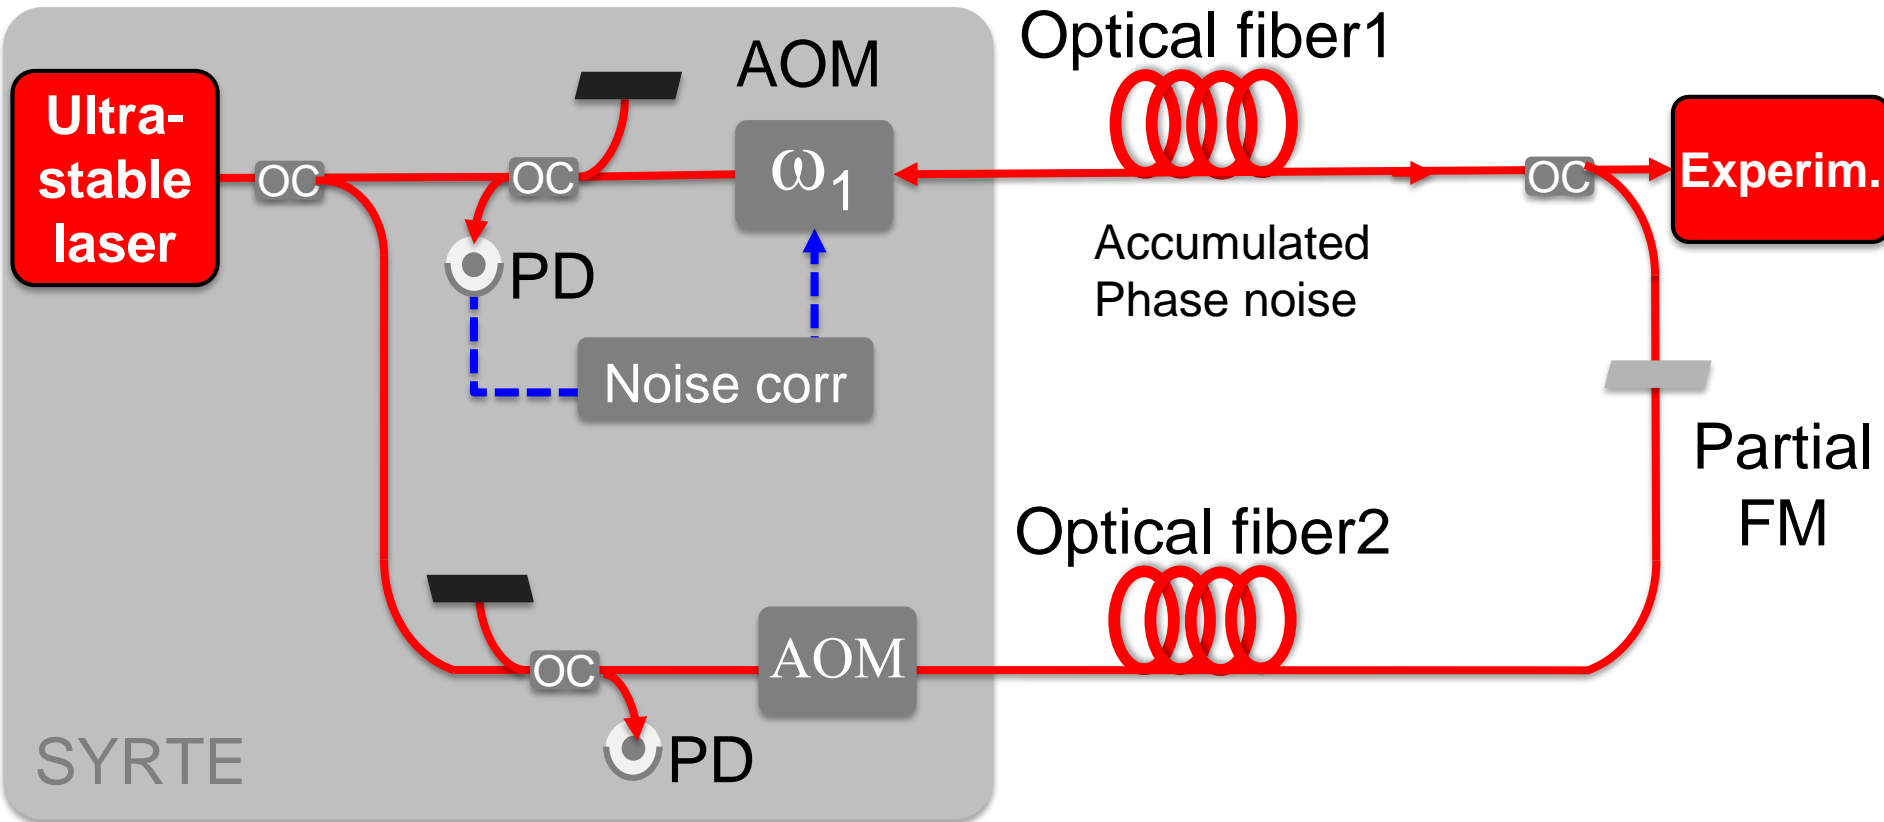 Optical fiber1
AOM
Ultra-
stable
laser
OC
OC
ω1
OC
Experim.
PD
Accumulated
Phase noise
Noise corr
Partial
FM
Optical fiber2
OC
AOM
PD
SYRTE